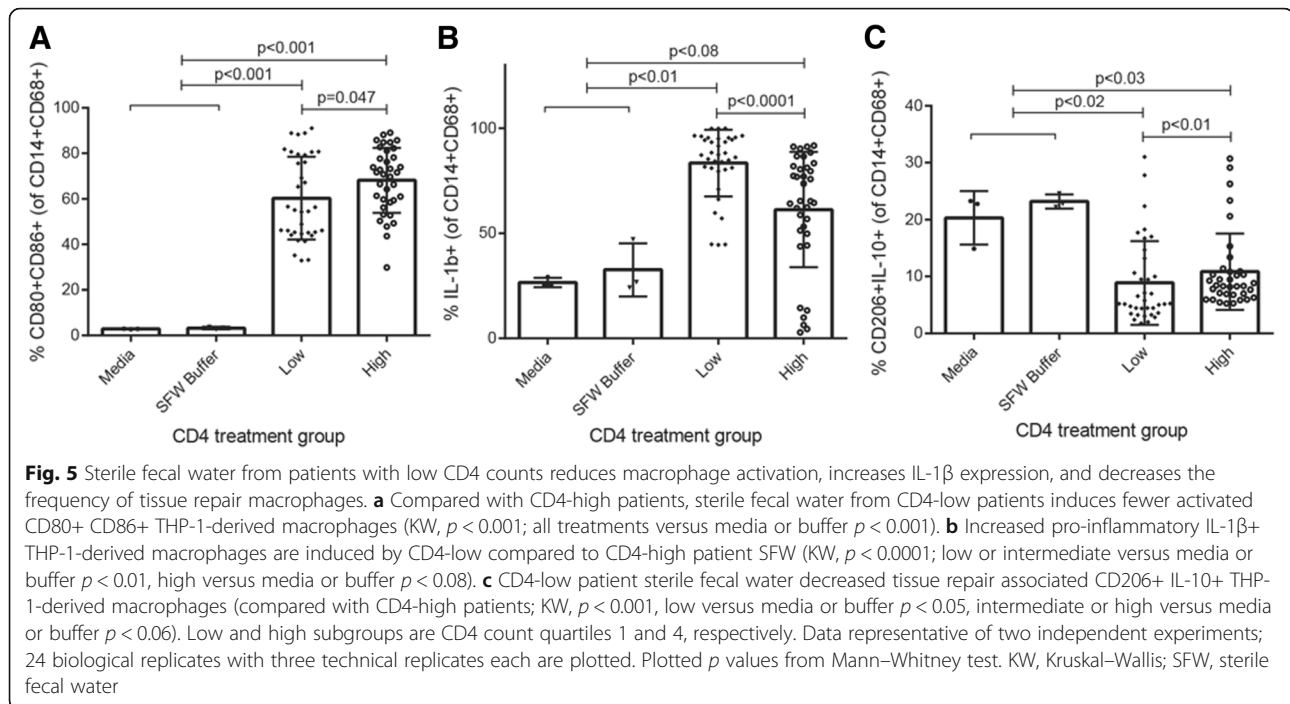 A
p<0.001
p<0.001
p=0.047
% CD80+CD86+ (of CD14+CD68+)
100
80
60
40
20
0
Media
SFW Buffer
Low
High
CD4 treatment group
B
p<0.08
p<0.01
p<0.0001
% IL-1b+ (of CD14+CD68+)
100
50
0
Media
SFW Buffer
Low
High
CD4 treatment group
C
p<0.03
p<0.02
p<0.01
% CD206+IL-10+ (of CD14+CD68+)
40
30
20
10
0
Media
SFW Buffer
Low
High
CD4 treatment group
Fig. 5 Sterile fecal water from patients with low CD4 counts reduces macrophage activation, increases IL-1β expression, and decreases the
frequency of tissue repair macrophages. a Compared with CD4-high patients, sterile fecal water from CD4-low patients induces fewer activated
CD80+ CD86+ THP-1-derived macrophages (KW, p < 0.001; all treatments versus media or buffer p < 0.001). b Increased pro-inflammatory IL-1β+
THP-1-derived macrophages are induced by CD4-low compared to CD4-high patient SFW (KW, p < 0.0001; low or intermediate versus media or
buffer p < 0.01, high versus media or buffer p < 0.08). c CD4-low patient sterile fecal water decreased tissue repair associated CD206+ IL-10+ THP-
1-derived macrophages (compared with CD4-high patients; KW, p < 0.001, low versus media or buffer p < 0.05, intermediate or high versus media
or buffer p < 0.06). Low and high subgroups are CD4 count quartiles 1 and 4, respectively. Data representative of two independent experiments;
24 biological replicates with three technical replicates each are plotted. Plotted p values from Mann–Whitney test. KW, Kruskal–Wallis; SFW, sterile
fecal water